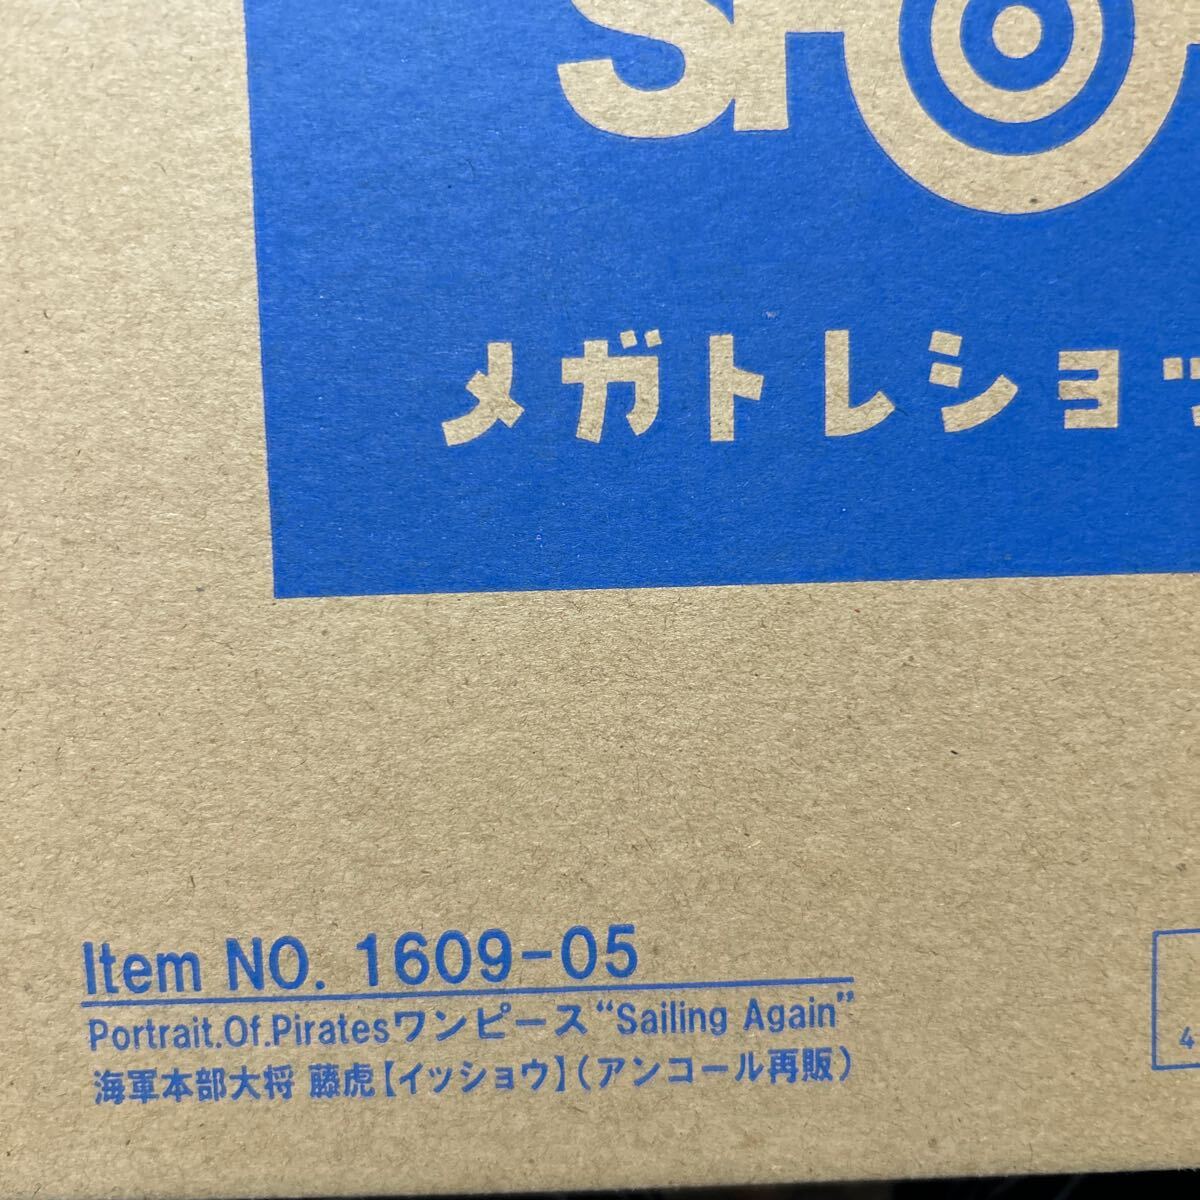 メガトレショッ
Item NO. 1609-05
Portrait.Of.Piratesワンピース“Sailing Again”
海軍本部大将 藤虎【イッショウ】(アンコール再販)
4